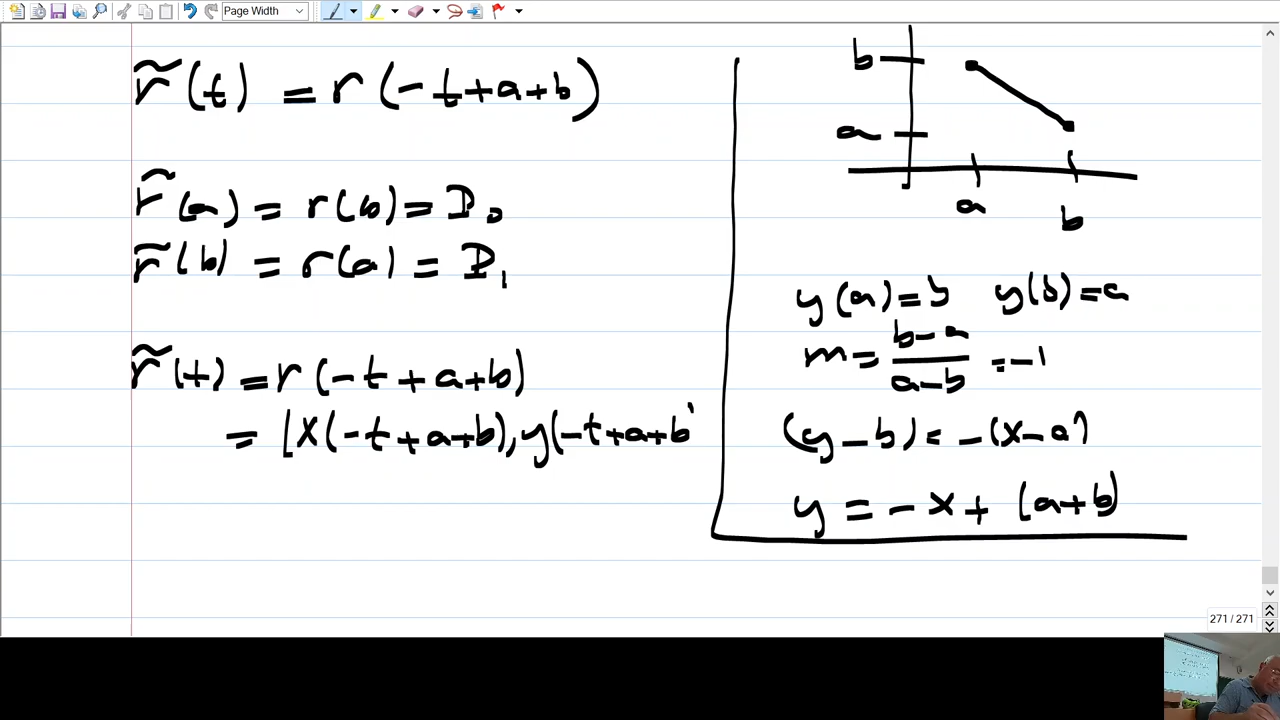 Page Width
r̃(t) = r(-t+a+b)
r̃(a) = r(b) = P₀
r̃(b) = r(a) = P₁
r̃(t) = r(-t+a+b)
= [x(-t+a+b), y(-t+a+b)
b
a
a
b
y(a)=b y(b)=a
m = (b-a)/(a-b) = -1
(y-b) = -(x-a)
y = -x + (a+b)
271 / 271